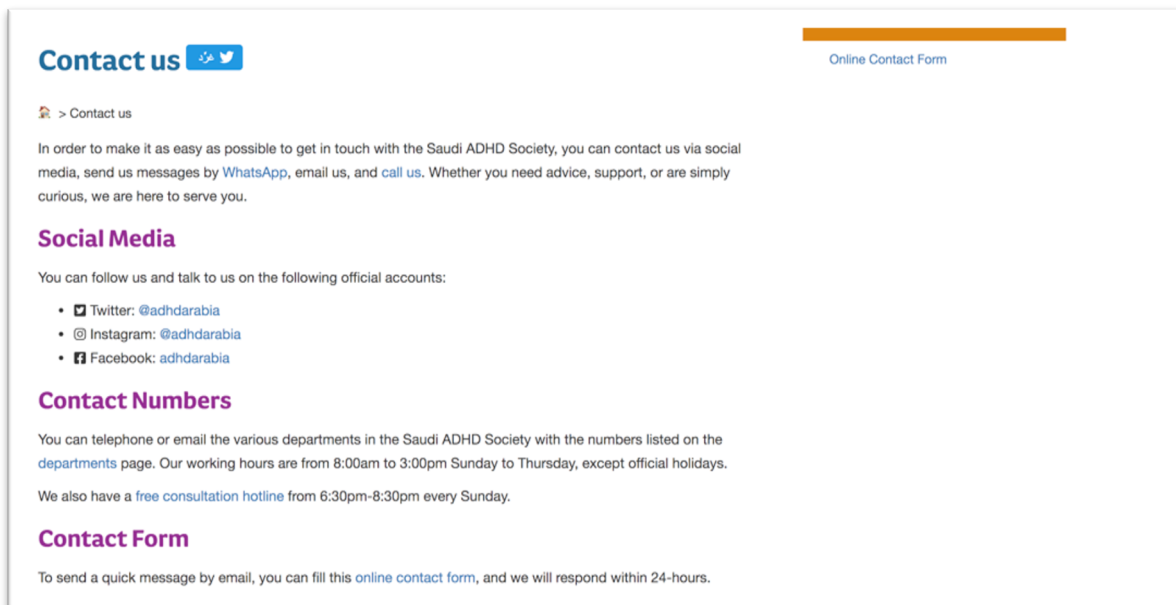 Contact us غرّد
> Contact us
In order to make it as easy as possible to get in touch with the Saudi ADHD Society, you can contact us via social
media, send us messages by WhatsApp, email us, and call us. Whether you need advice, support, or are simply
curious, we are here to serve you.
Social Media
You can follow us and talk to us on the following official accounts:
• Twitter: @adhdarabia
• Instagram: @adhdarabia
• Facebook: adhdarabia
Contact Numbers
You can telephone or email the various departments in the Saudi ADHD Society with the numbers listed on the
departments page. Our working hours are from 8:00am to 3:00pm Sunday to Thursday, except official holidays.
We also have a free consultation hotline from 6:30pm-8:30pm every Sunday.
Contact Form
To send a quick message by email, you can fill this online contact form, and we will respond within 24-hours.
Online Contact Form